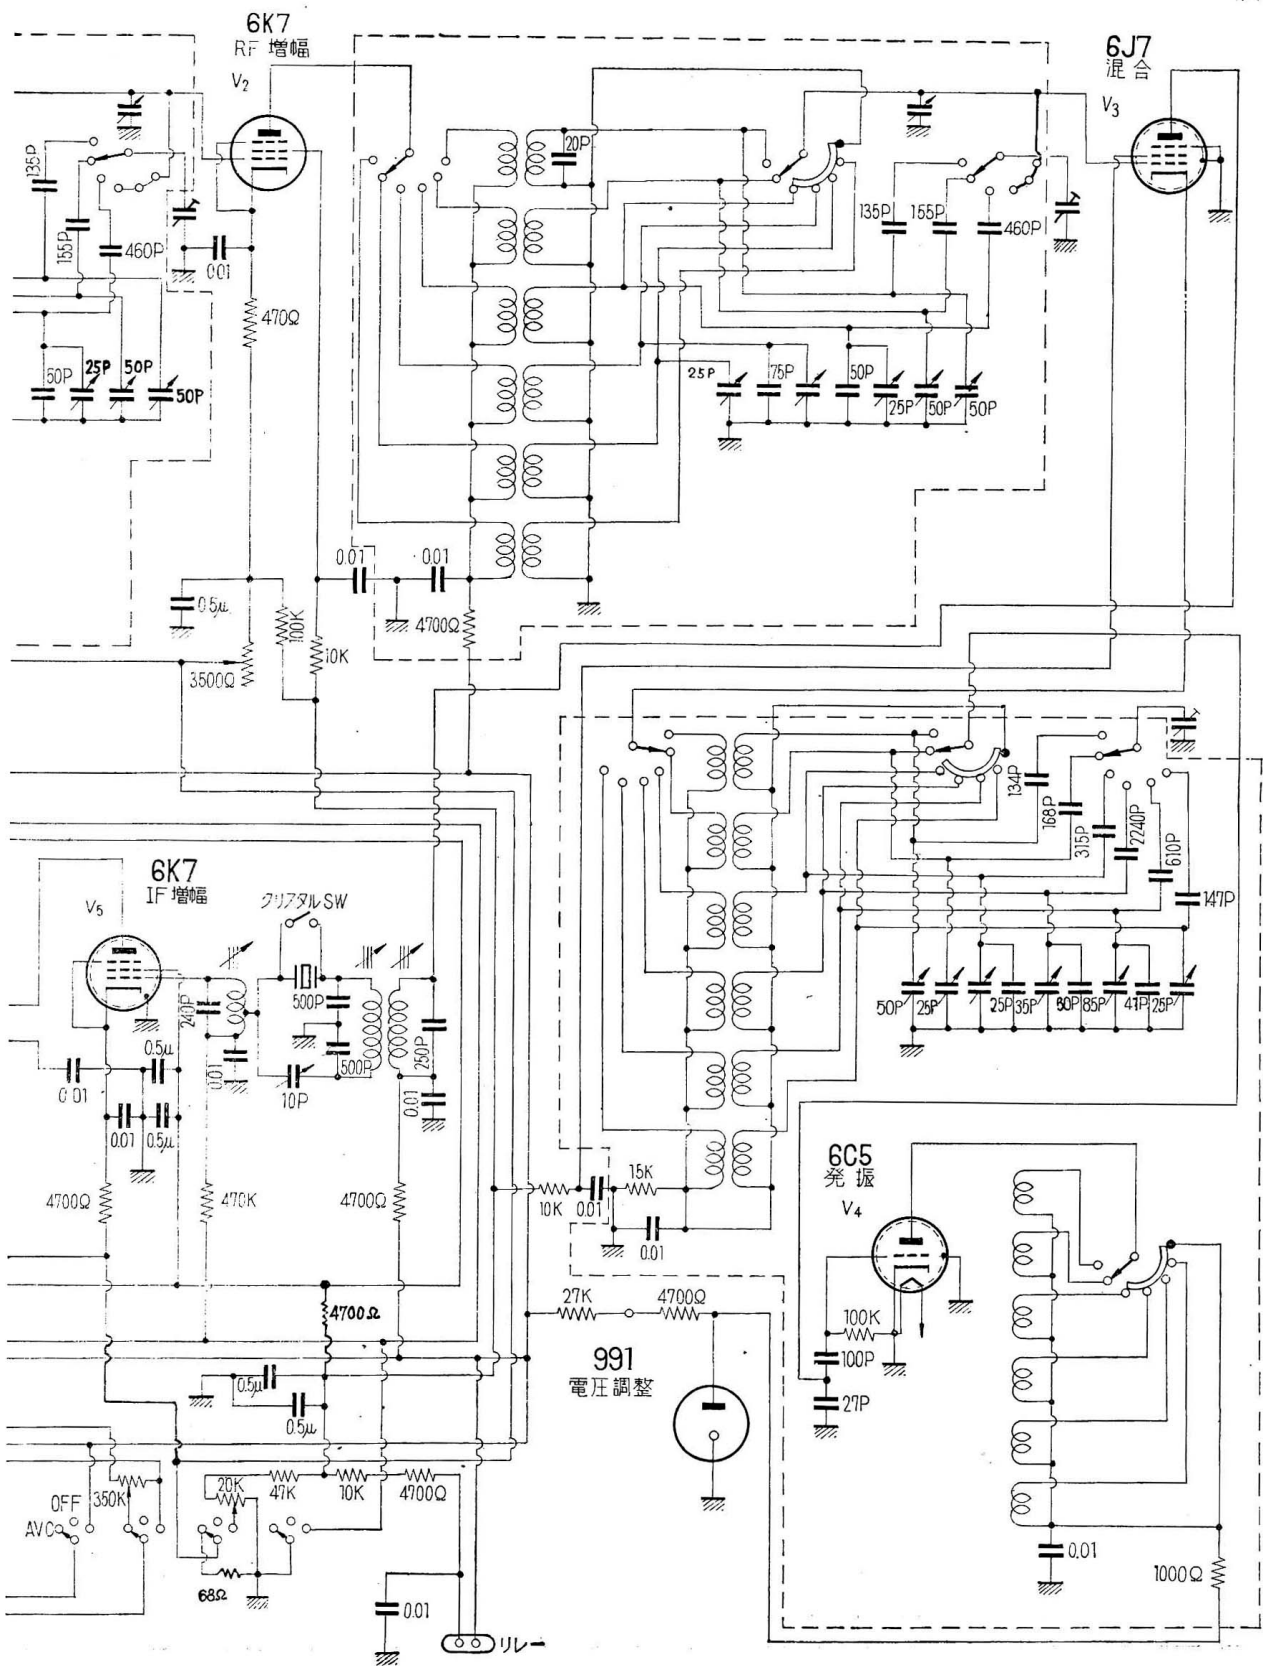 6K7
RF 増幅
V2
6J7
混合
V3
135P
155P
460P
0.01
470Ω
50P
25P
50P
50P
20P
135P
155P
460P
25P
75P
50P
25P
50P
50P
0.01
0.01
0.5μ
100K
10K
3500Ω
4700Ω
6K7
IF 増幅
V5
クリアタル SW
240P
500P
500P
250P
0.01
10P
0.01
0.01
0.5μ
0.01
0.5μ
4700Ω
470K
4700Ω
134P
168P
315P
2240P
610P
147P
50P
25P
25P
35P
60P
85P
41P
25P
10K
0.01
15K
0.01
6C5
発振
V4
100K
100P
27P
27K
4700Ω
991
電圧調整
4700Ω
0.5μ
0.5μ
OFF
AVC
350K
20K
47K
10K
4700Ω
68Ω
0.01
リレー
0.01
1000Ω